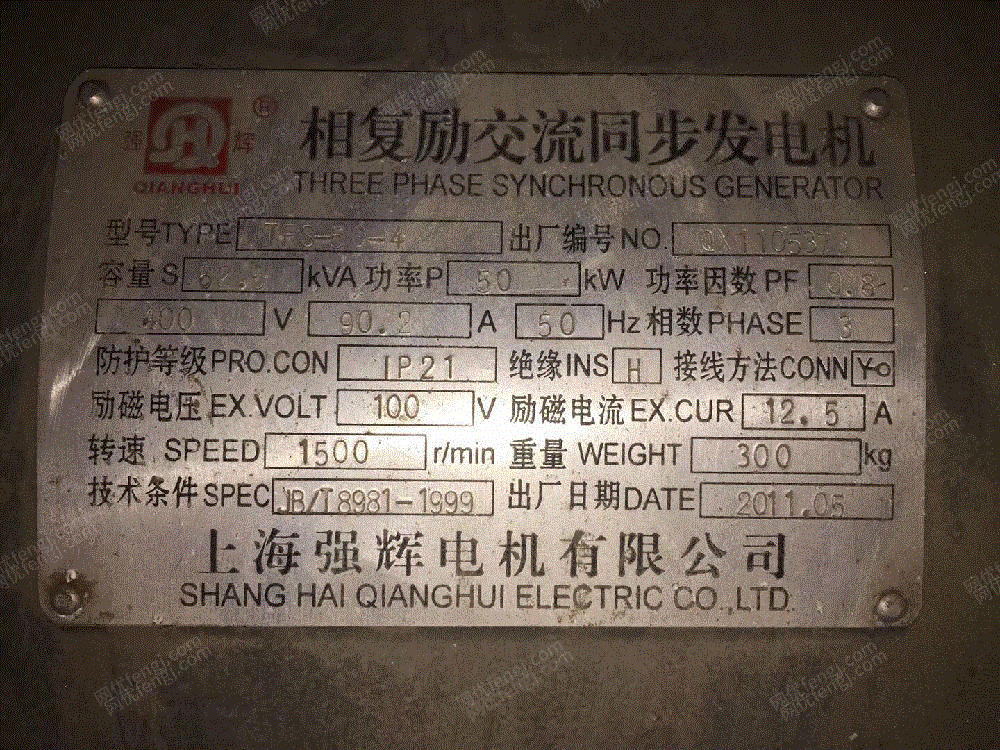 强辉 ® 相复励交流同步发电机
QIANGHUI THREE PHASE SYNCHRONOUS GENERATOR
型号TYPE 出厂编号NO.
容量S kVA 功率P 50 kW 功率因数PF 0.8
400 V 90.2 A 50 Hz 相数PHASE 3
防护等级PRO.CON IP21 绝缘INS H 接线方法CONN Y-o
励磁电压EX.VOLT 100 V 励磁电流EX.CUR 12.5 A
转速.SPEED 1500 r/min 重量WEIGHT 300 kg
技术条件SPEC JB/T8981-1999 出厂日期DATE 2011.05
上海强辉电机有限公司
SHANG HAI QIANGHUI ELECTRIC CO.,LTD.